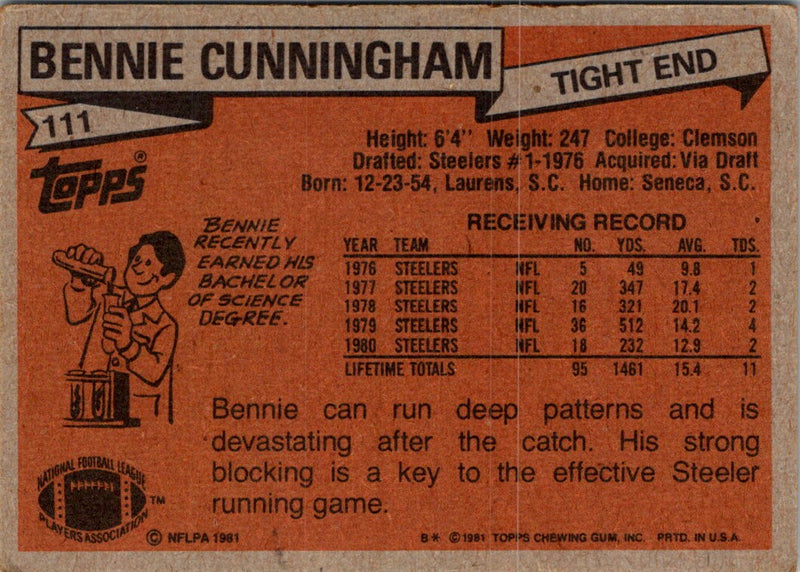 BENNIE CUNNINGHAM
TIGHT END
111
Topps®
Height: 6'4" Weight: 247 College: Clemson
Drafted: Steelers #1-1976 Acquired: Via Draft
Born: 12-23-54, Laurens, S.C. Home: Seneca, S.C.
BENNIE
RECENTLY
EARNED HIS
BACHELOR
OF SCIENCE
DEGREE.
RECEIVING RECORD
YEAR TEAM NO. YDS. AVG. TDS.
1976 STEELERS NFL 5 49 9.8 1
1977 STEELERS NFL 20 347 17.4 2
1978 STEELERS NFL 16 321 20.1 2
1979 STEELERS NFL 36 512 14.2 4
1980 STEELERS NFL 18 232 12.9 2
LIFETIME TOTALS 95 1461 15.4 11
Bennie can run deep patterns and is
devastating after the catch. His strong
blocking is a key to the effective Steeler
running game.
NATIONAL FOOTBALL LEAGUE
PLAYERS ASSOCIATION
TM
© NFLPA 1981
B* © 1981 TOPPS CHEWING GUM, INC. PRTD. IN U.S.A.